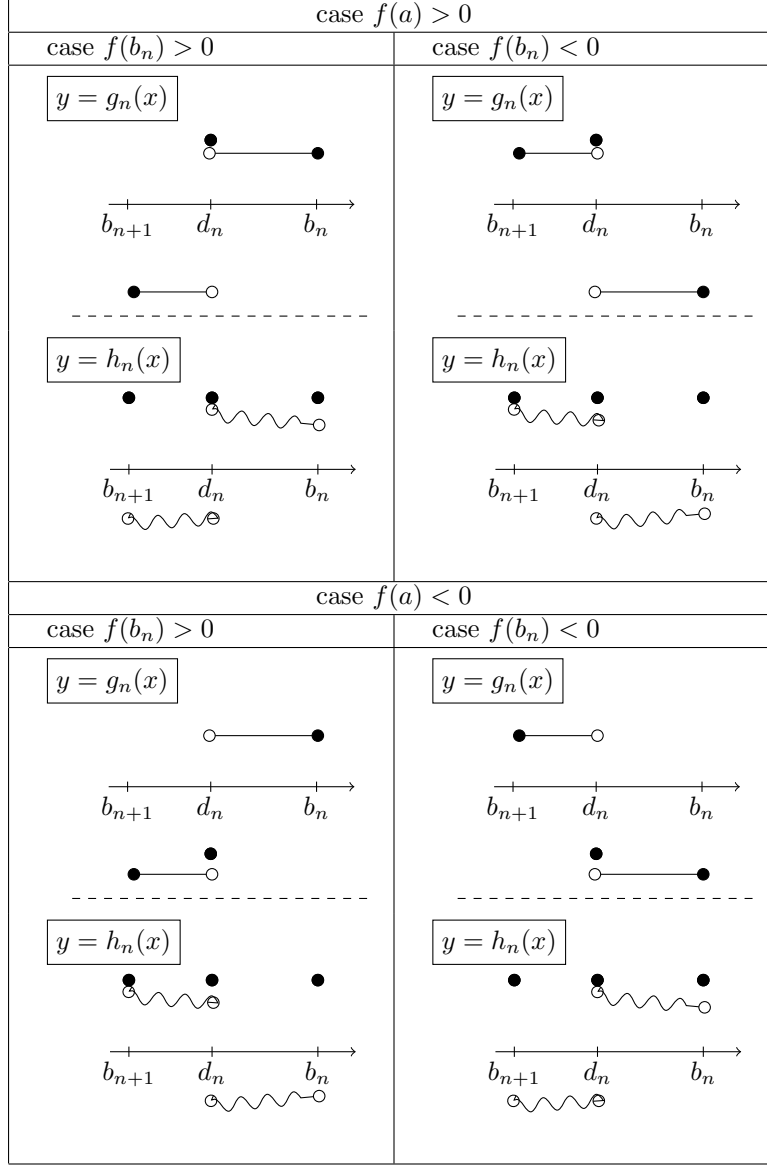 case $f(a) > 0$
case $f(b_n) > 0$ case $f(b_n) < 0$
$y = g_n(x)$ $y = g_n(x)$
$b_{n+1}$ $d_n$ $b_n$ $b_{n+1}$ $d_n$ $b_n$
$y = h_n(x)$ $y = h_n(x)$
$b_{n+1}$ $d_n$ $b_n$ $b_{n+1}$ $d_n$ $b_n$
case $f(a) < 0$
case $f(b_n) > 0$ case $f(b_n) < 0$
$y = g_n(x)$ $y = g_n(x)$
$b_{n+1}$ $d_n$ $b_n$ $b_{n+1}$ $d_n$ $b_n$
$y = h_n(x)$ $y = h_n(x)$
$b_{n+1}$ $d_n$ $b_n$ $b_{n+1}$ $d_n$ $b_n$